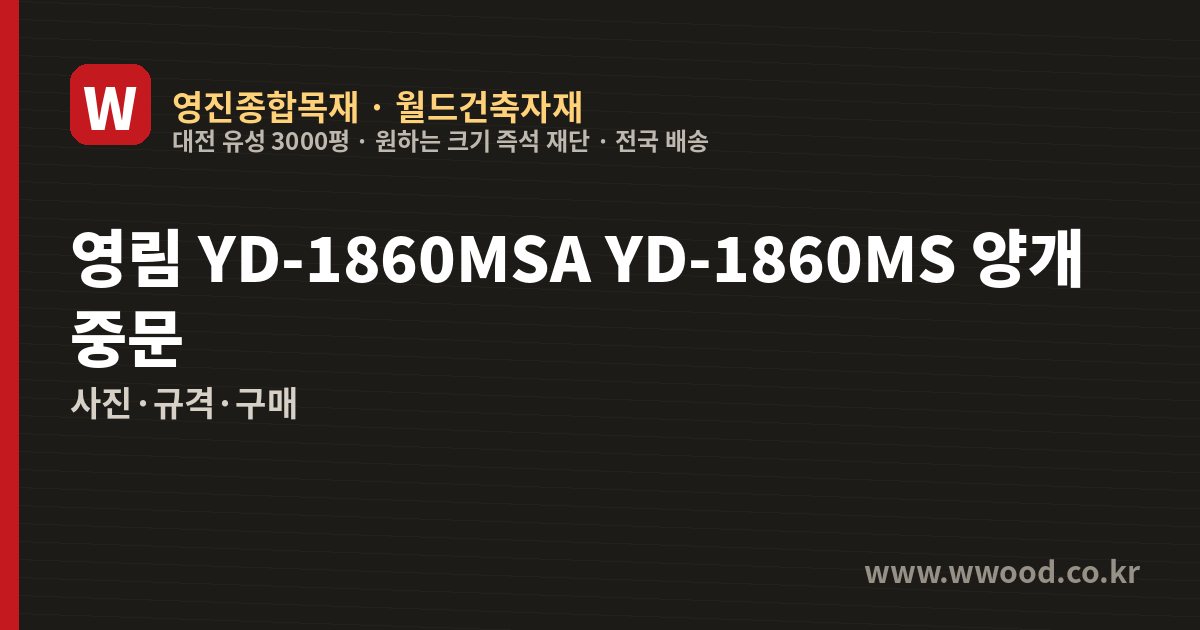 W
영진종합목재 · 월드건축자재
대전 유성 3000평 · 원하는 크기 즉석 재단 · 전국 배송
영림 YD-1860MSA YD-1860MS 양개
중문
사진·규격·구매
www.wwood.co.kr